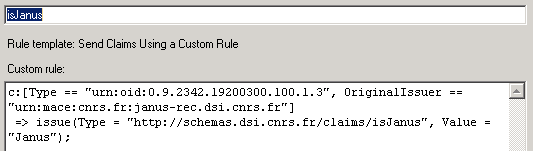 isJanus
Rule template: Send Claims Using a Custom Rule
Custom rule:
c:[Type == "urn:oid:0.9.2342.19200300.100.1.3", OriginalIssuer ==
"urn:mace:cnrs.fr:janus-rec.dsi.cnrs.fr"]
 => issue(Type = "http://schemas.dsi.cnrs.fr/claims/isJanus", Value =
"Janus");